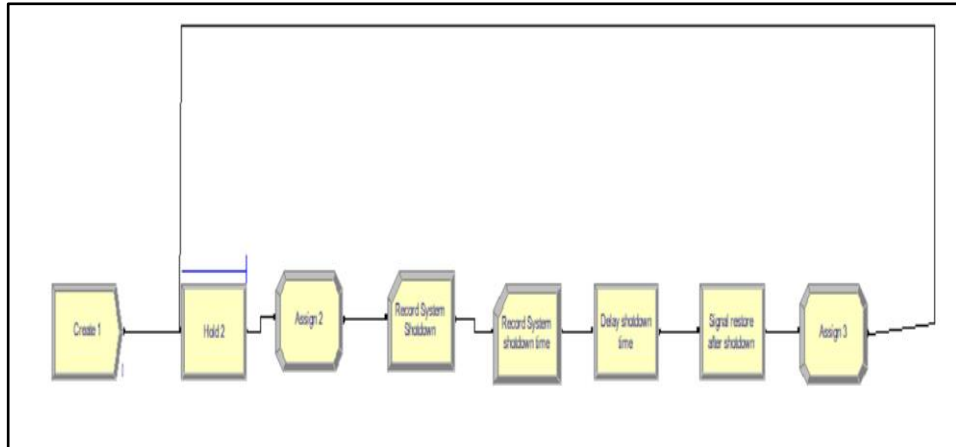 Create 1
Hold 2
Assign 2
Record System
Shutdown
Record System
shutdown time
Delay shutdown
time
Signal restore
after shutdown
Assign 3